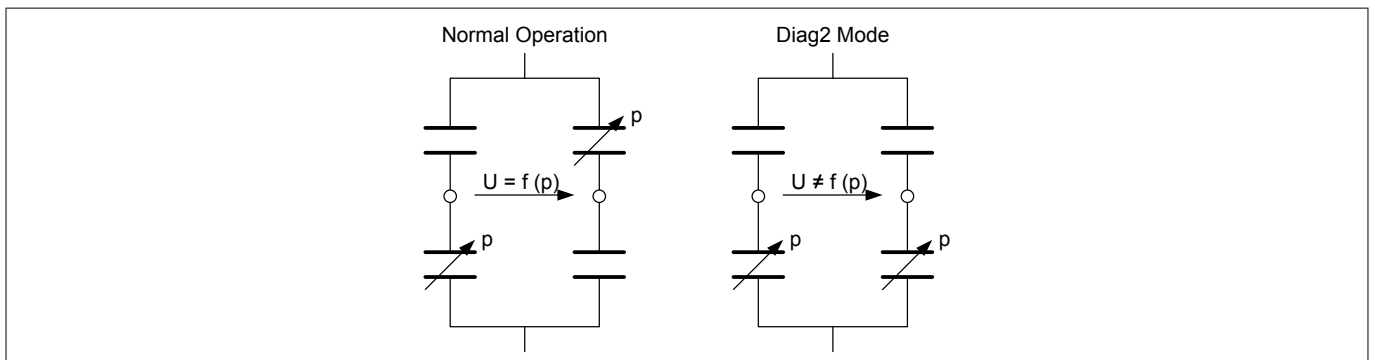 Normal Operation
Diag2 Mode
p
U = f (p)
U ≠ f (p)
p
p
p